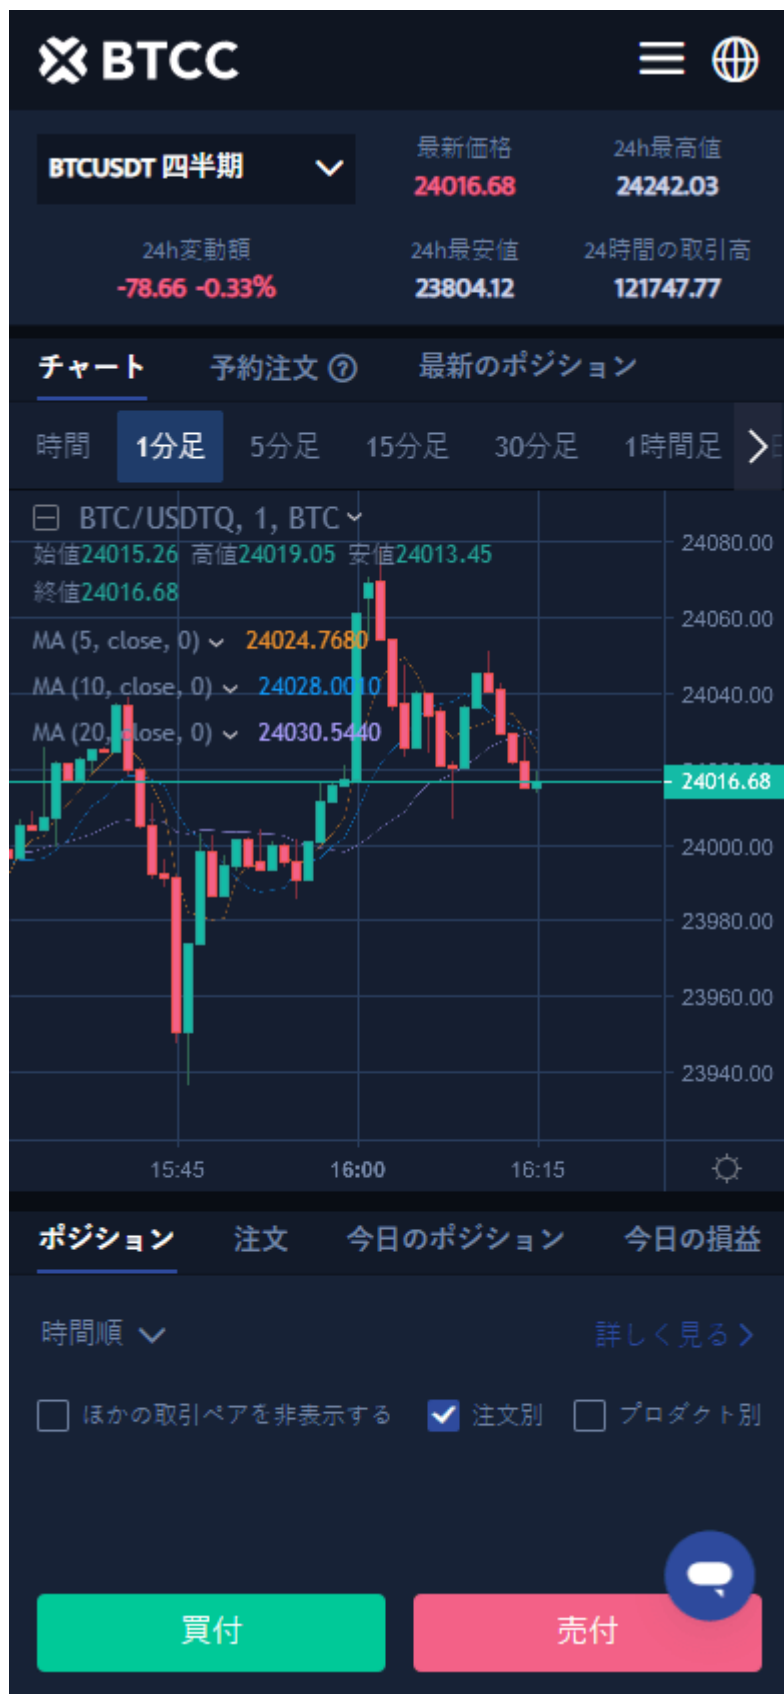 BTCC
BTCUSDT 四半期
最新価格
24016.68
24h最高値
24242.03
24h変動額
-78.66 -0.33%
24h最安値
23804.12
24時間の取引高
121747.77
チャート 予約注文 ? 最新のポジション
時間 1分足 5分足 15分足 30分足 1時間足
BTC/USDTQ, 1, BTC
始値24015.26 高値24019.05 安値24013.45
終値24016.68
MA (5, close, 0) 24024.7680
MA (10, close, 0) 24028.0010
MA (20, close, 0) 24030.5440
24080.00
24060.00
24040.00
24016.68
24000.00
23980.00
23960.00
23940.00
15:45 16:00 16:15
ポジション 注文 今日のポジション 今日の損益
時間順 詳しく見る
ほかの取引ペアを非表示する 注文別 プロダクト別
買付 売付